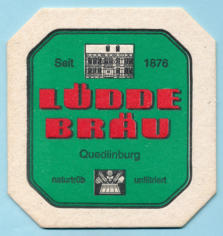 Seit 1876
LÜDDE
BRÄU
Quedlinburg
naturtrüb unfiltriert